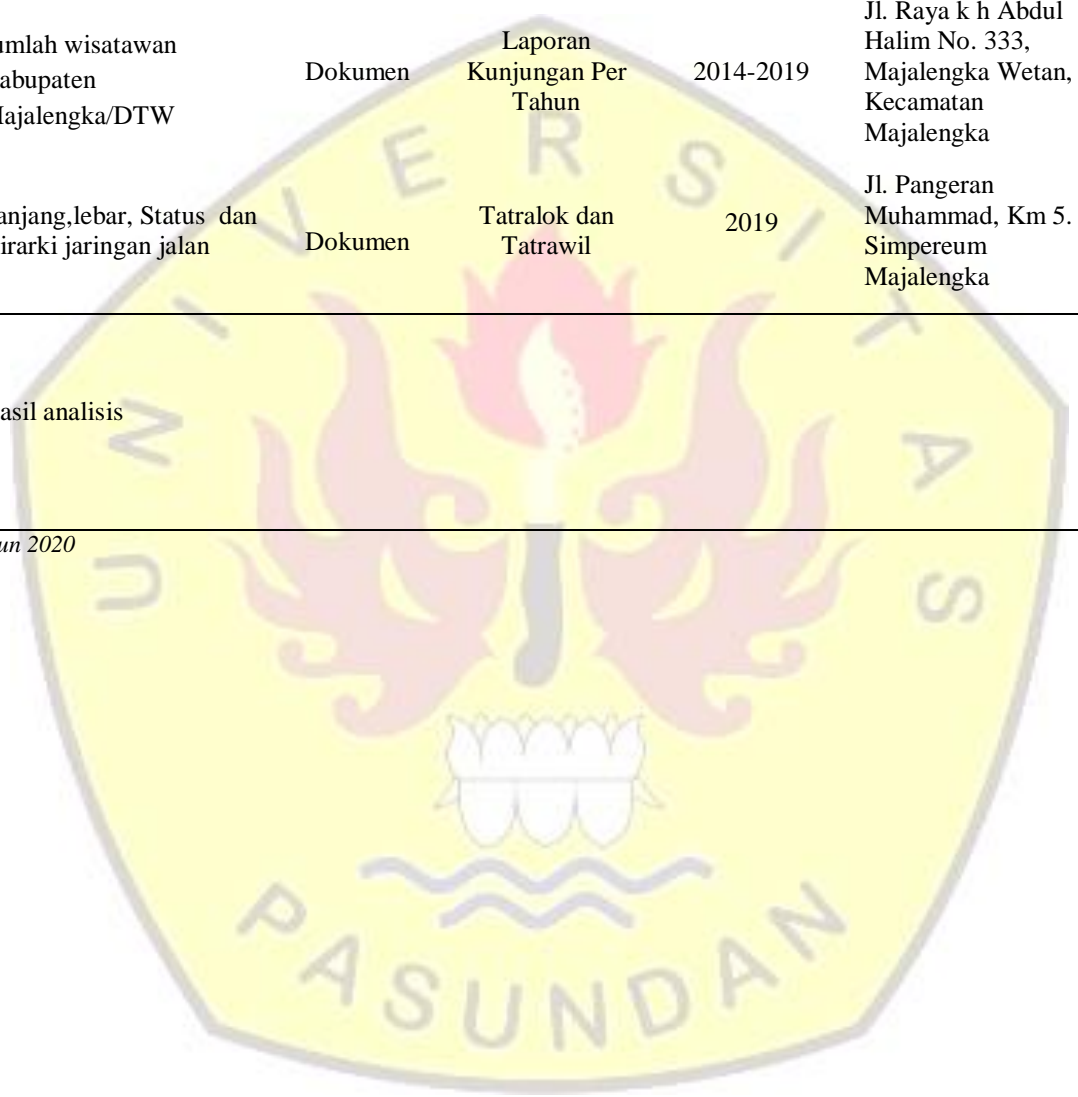 umlah wisatawan
abupaten
ajalengka/DTW
Dokumen
Laporan
Kunjungan Per
Tahun
2014-2019
Jl. Raya k h Abdul
Halim No. 333,
Majalengka Wetan,
Kecamatan
Majalengka
anjang,lebar, Status dan
irarki jaringan jalan
Dokumen
Tatralok dan
Tatrawil
2019
Jl. Pangeran
Muhammad, Km 5.
Simpereum
Majalengka
asil analisis
un 2020
UNIVERSITAS
PASUNDAN